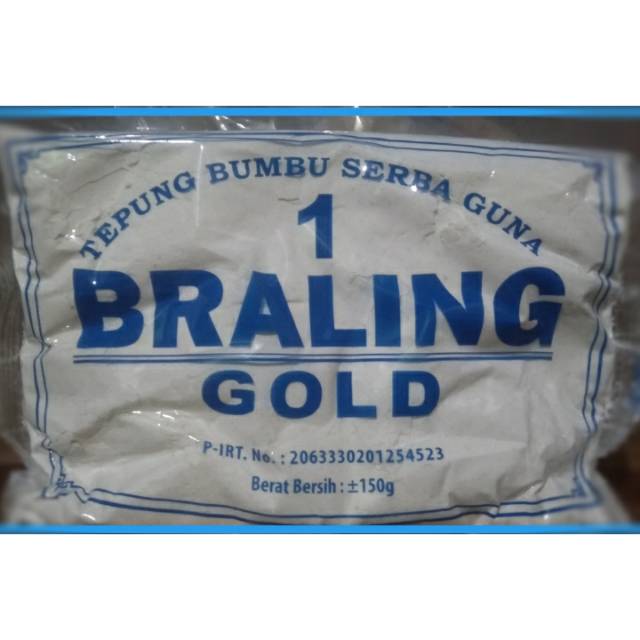 TEPUNG BUMBU SERBA GUNA
1
BRALING
GOLD
P-IRT. No. : 2063330201254523
Berat Bersih : ±150g